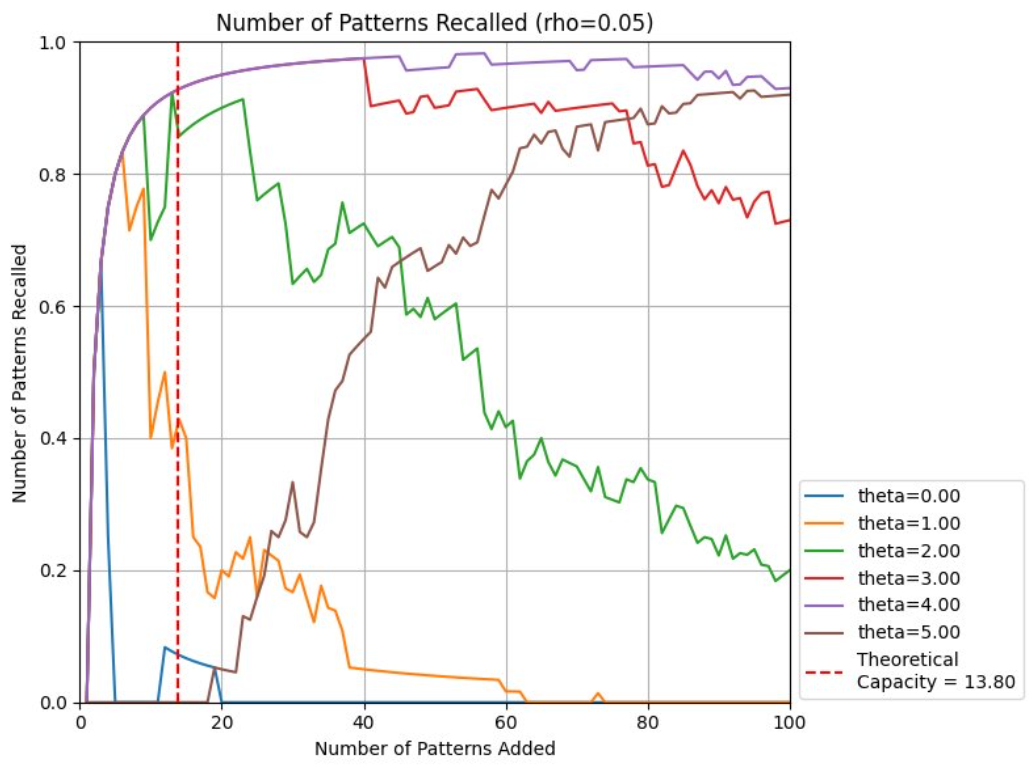 Number of Patterns Recalled (rho=0.05)
Number of Patterns Recalled
1.0
0.8
0.6
0.4
0.2
0.0
0
20
40
60
80
100
Number of Patterns Added
theta=0.00
theta=1.00
theta=2.00
theta=3.00
theta=4.00
theta=5.00
Theoretical
Capacity = 13.80